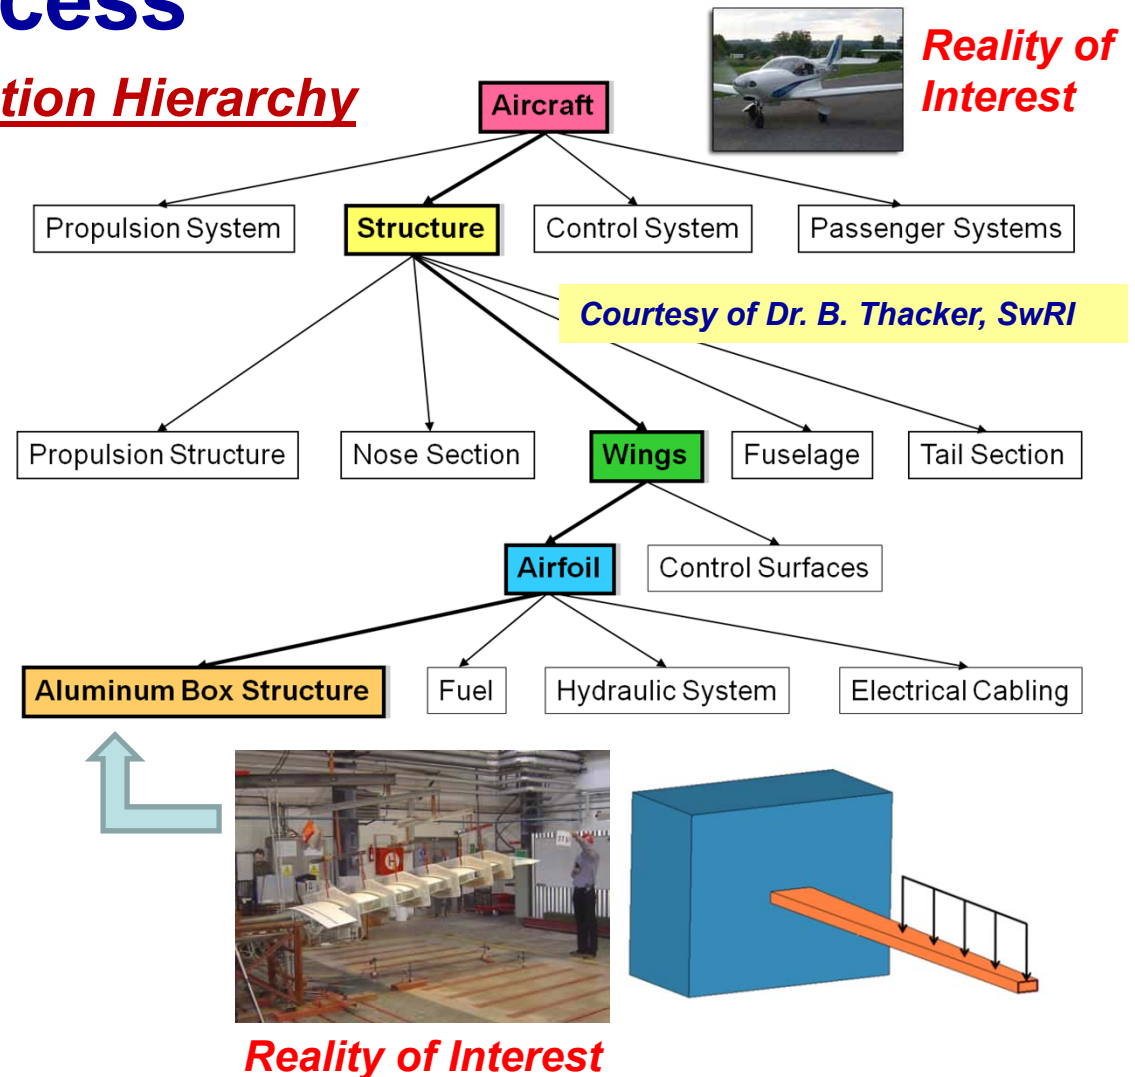 tion Hierarchy
Reality of
Interest
Aircraft
Propulsion System
Structure
Control System
Passenger Systems
Courtesy of Dr. B. Thacker, SwRI
Propulsion Structure
Nose Section
Wings
Fuselage
Tail Section
Airfoil
Control Surfaces
Aluminum Box Structure
Fuel
Hydraulic System
Electrical Cabling
H
Reality of Interest